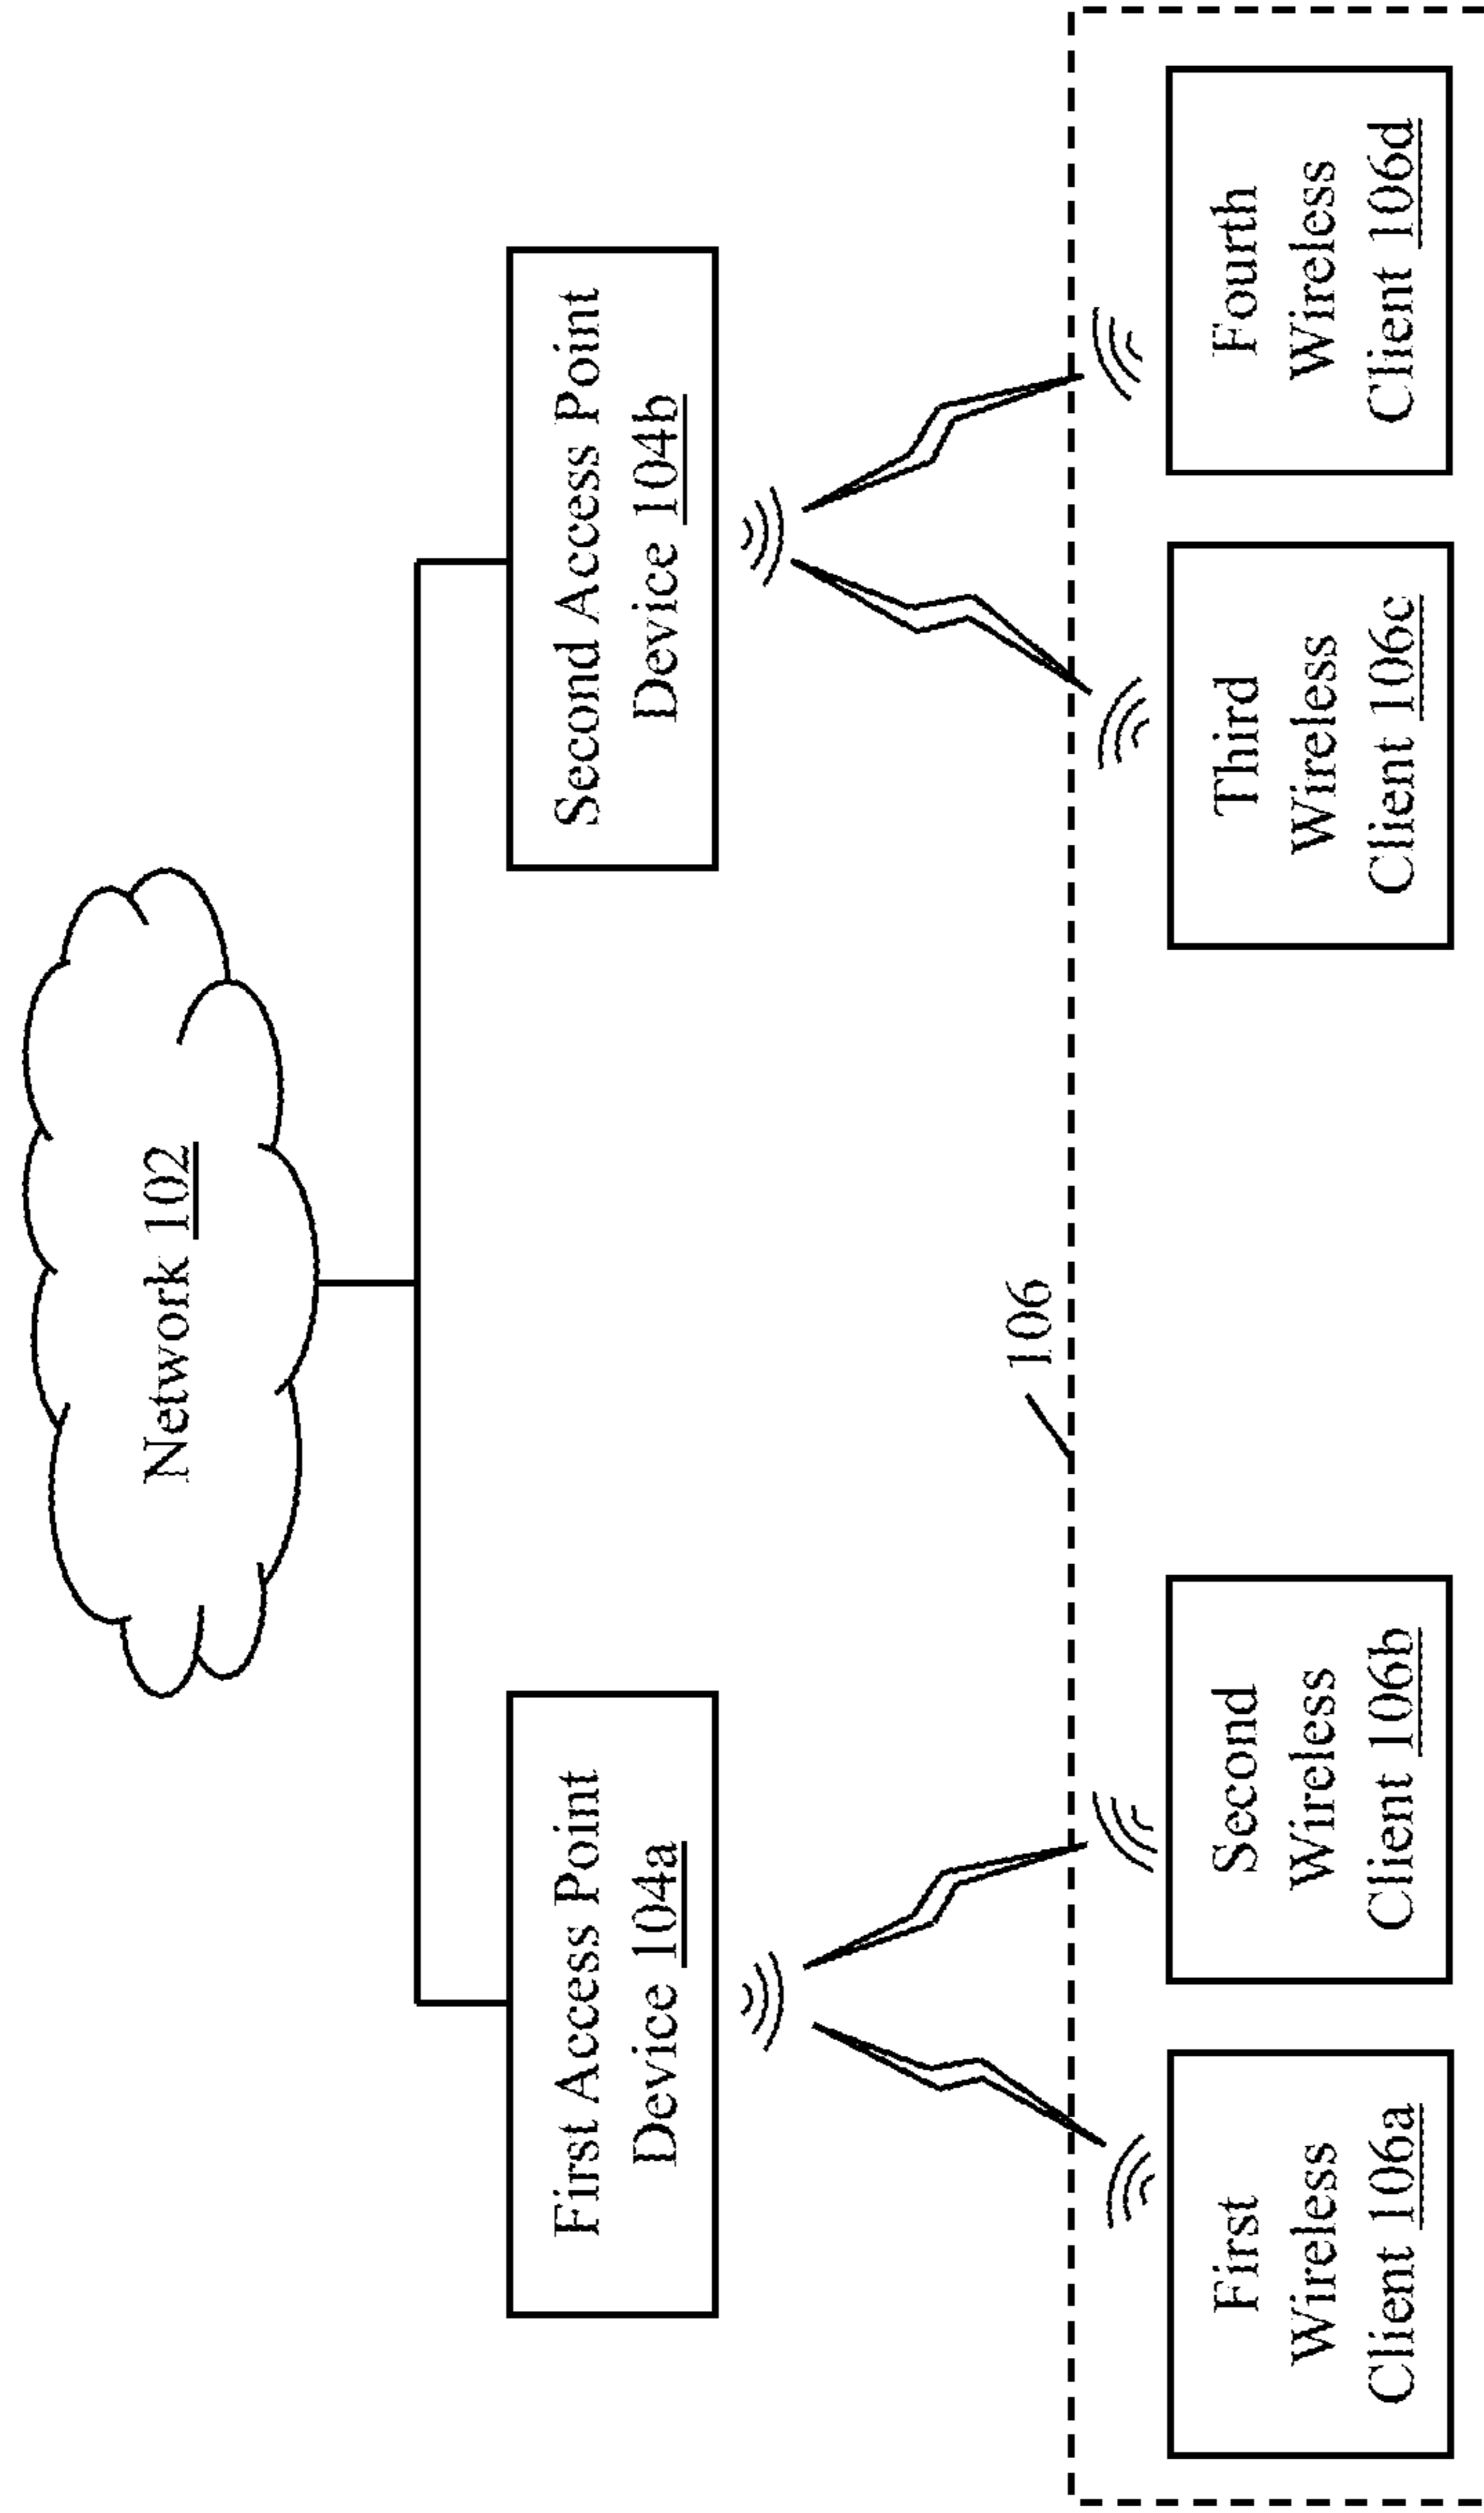 Network 102
First Access Point
Device 104a
Second Access Point
Device 104b
106
First
Wireless
Client 106a
Second
Wireless
Client 106b
Third
Wireless
Client 106c
Fourth
Wireless
Client 106d